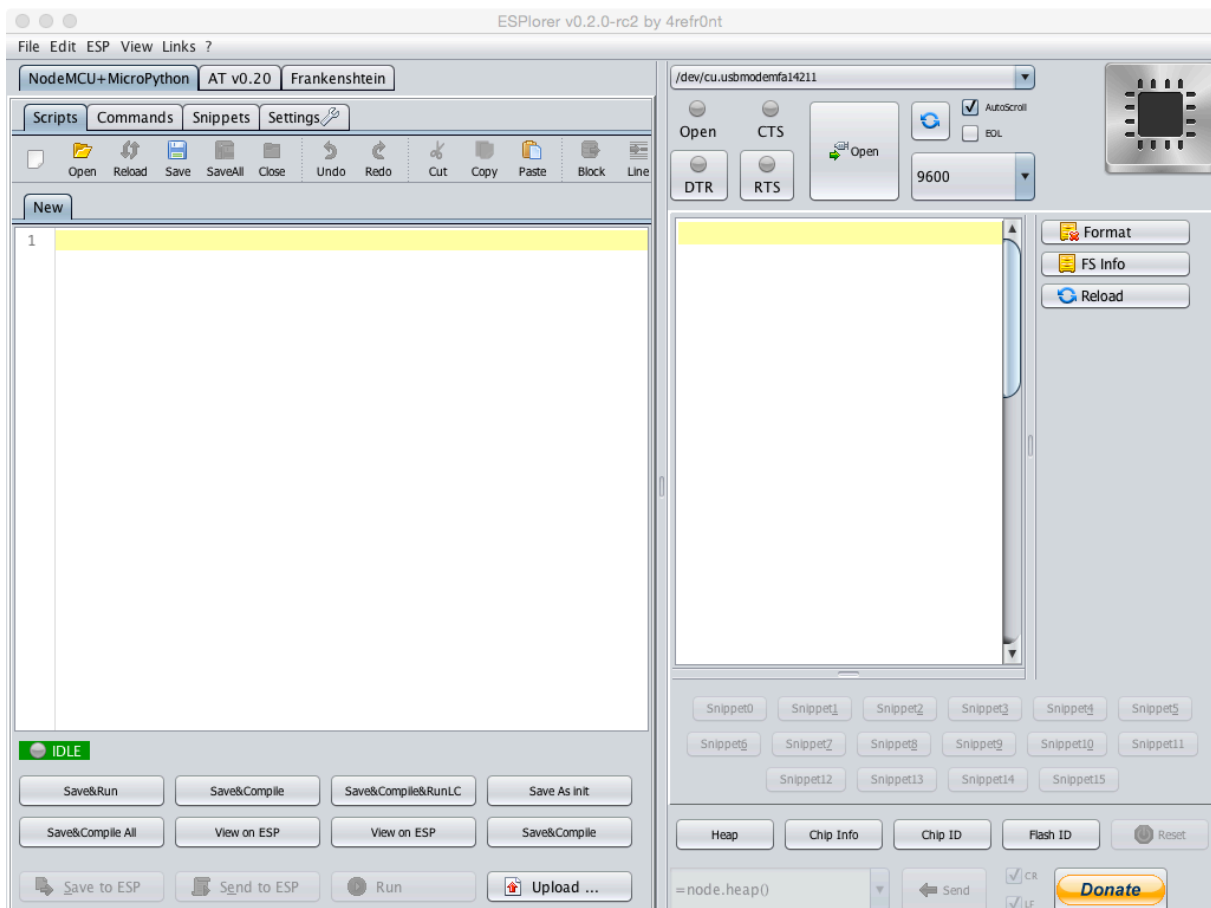 ESPlorer v0.2.0-rc2 by 4refr0nt
File Edit ESP View Links ?
NodeMCU+MicroPython AT v0.20 Frankenshtein
Scripts Commands Snippets Settings
Open Reload Save SaveAll Close Undo Redo Cut Copy Paste Block Line
New
1
IDLE
Save&Run Save&Compile Save&Compile&RunLC Save As init
Save&Compile All View on ESP View on ESP Save&Compile
Save to ESP Send to ESP Run Upload ...
/dev/cu.usbmodemfa14211
Open CTS Open AutoScroll
EOL
DTR RTS 9600
Format
FS Info
Reload
Snippet0 Snippet1 Snippet2 Snippet3 Snippet4 Snippet5
Snippet6 Snippet7 Snippet8 Snippet9 Snippet10 Snippet11
Snippet12 Snippet13 Snippet14 Snippet15
Heap Chip Info Chip ID Flash ID Reset
=node.heap() Send CR
LF
Donate